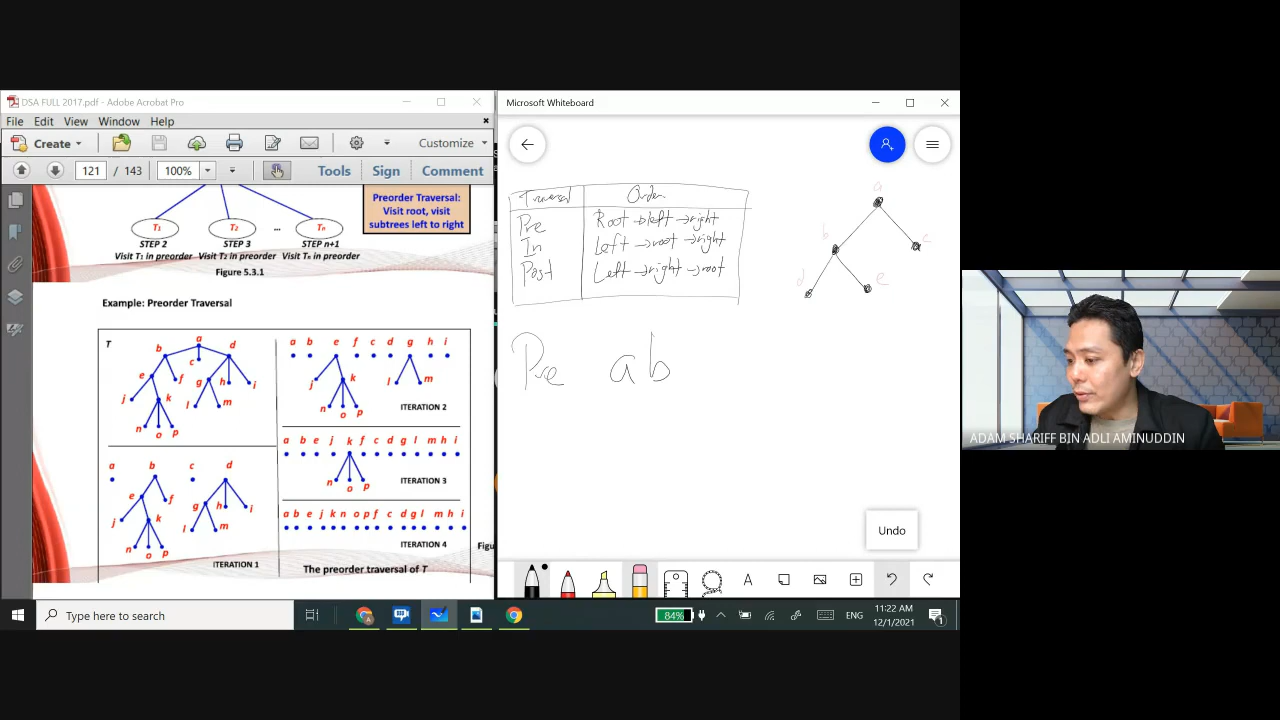 DSA FULL 2017.pdf - Adobe Acrobat Pro
File Edit View Window Help
Create Customize
121 / 143 100% Tools Sign Comment
Preorder Traversal:
Visit root, visit
subtrees left to right
T₁ T₂ ... Tₙ
STEP 2 STEP 3 STEP n+1
Visit T₁ in preorder Visit T₂ in preorder Visit Tₙ in preorder
Figure 5.3.1
Example: Preorder Traversal
T
a
b d
c
e f g h i
j k l m
n o p
a b c d
e f g h i
j k l m
n o p
ITERATION 1
a b e f c d g h i
j k l m
n o p
ITERATION 2
a b e j k f c d g l m h i
n o p
ITERATION 3
a b e j k n o p f c d g l m h i
ITERATION 4
The preorder traversal of T
Figu
Microsoft Whiteboard
Traversal Order
Pre Root → left → right
In Left → root → right
Post Left → right → root
a
b c
d e
Pre a b
Undo
ADAM SHARIFF BIN ADLI AMINUDDIN
Type here to search
84% ENG 11:22 AM
12/1/2021
1